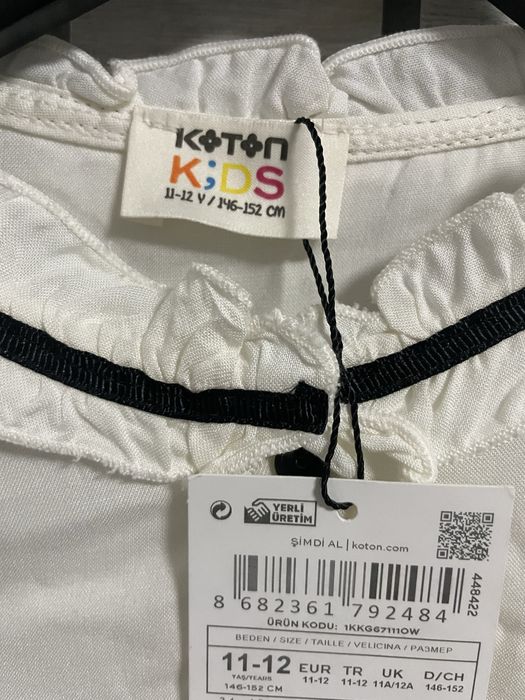 KOTON
KIDS
11-12 Y / 146-152 CM
YERLİ
ÜRETİM
ŞİMDİ AL | koton.com
448422
8 682361 792484
ÜRÜN KODU: 1KKG67111OW
BEDEN / SIZE / TAILLE / VELICINA / РАЗМЕР
11-12 EUR TR UK D/CH
YAŞ/YEARS 11-12 11-12 11A/12A 146-152
146-152 CM